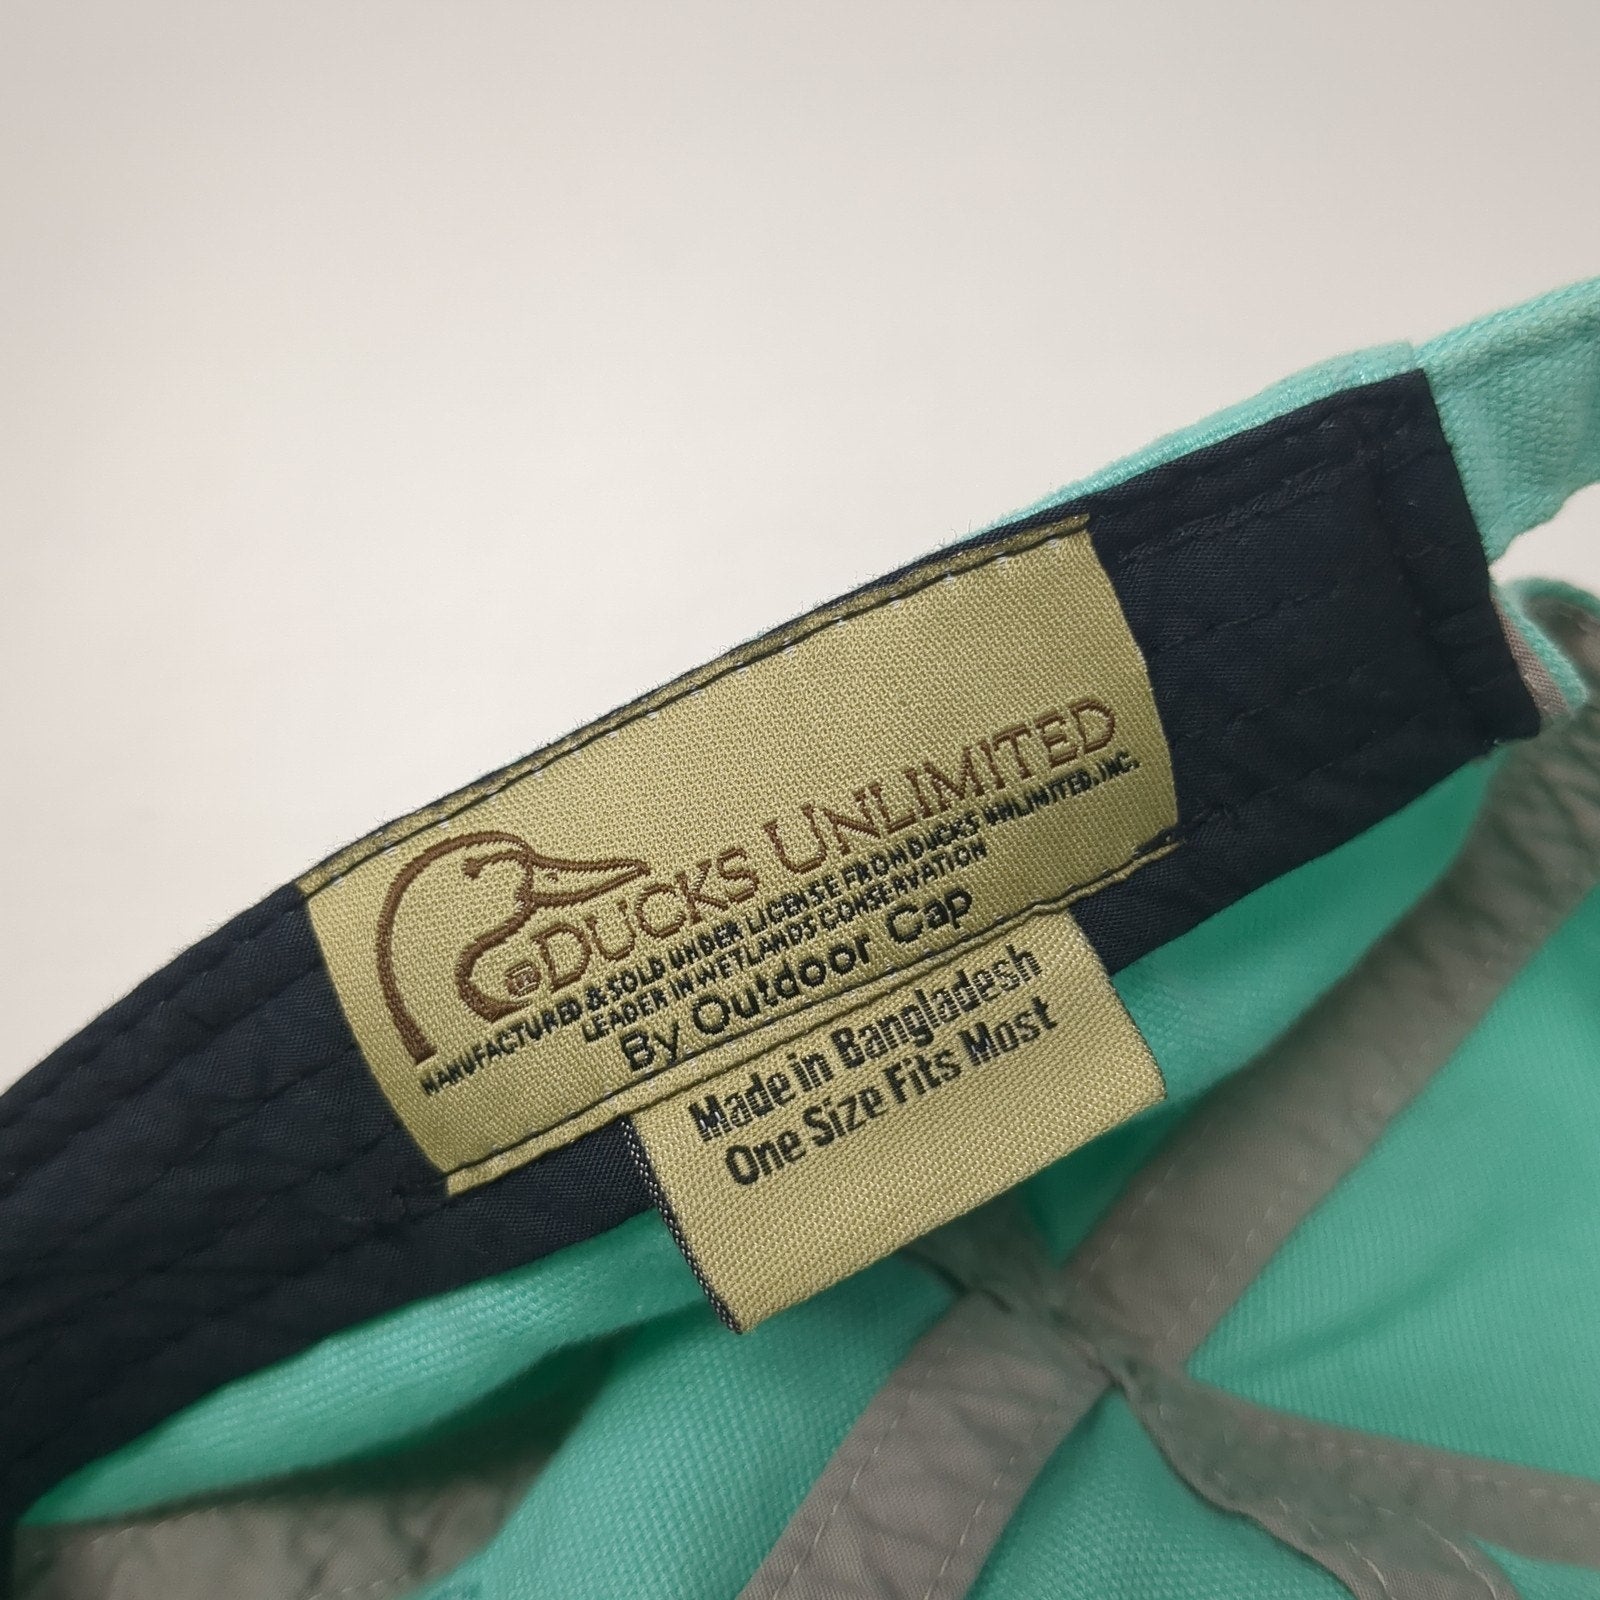 ® DUCKS UNLIMITED
MANUFACTURED & SOLD UNDER LICENSE FROM DUCKS UNLIMITED, INC.
LEADER IN WETLANDS CONSERVATION
By Outdoor Cap
Made in Bangladesh
One Size Fits Most